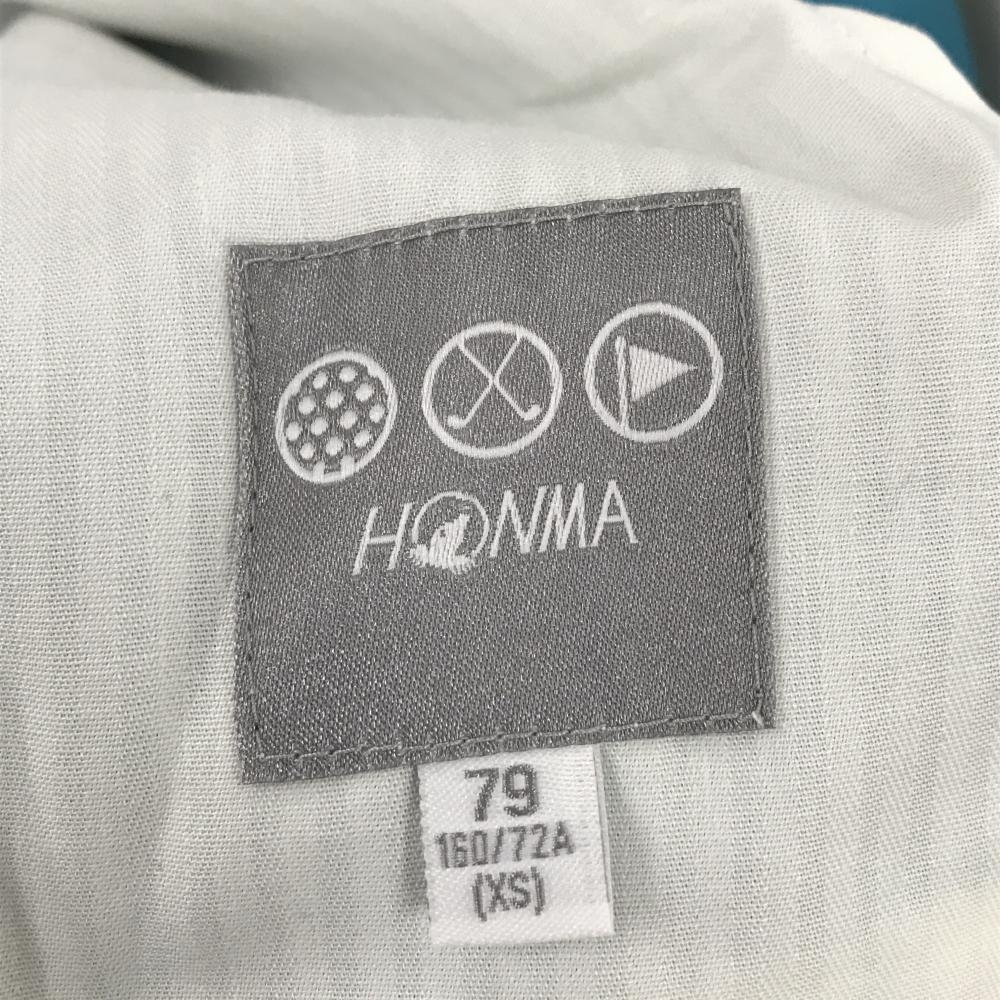 HONMA
79
160/72A
(XS)